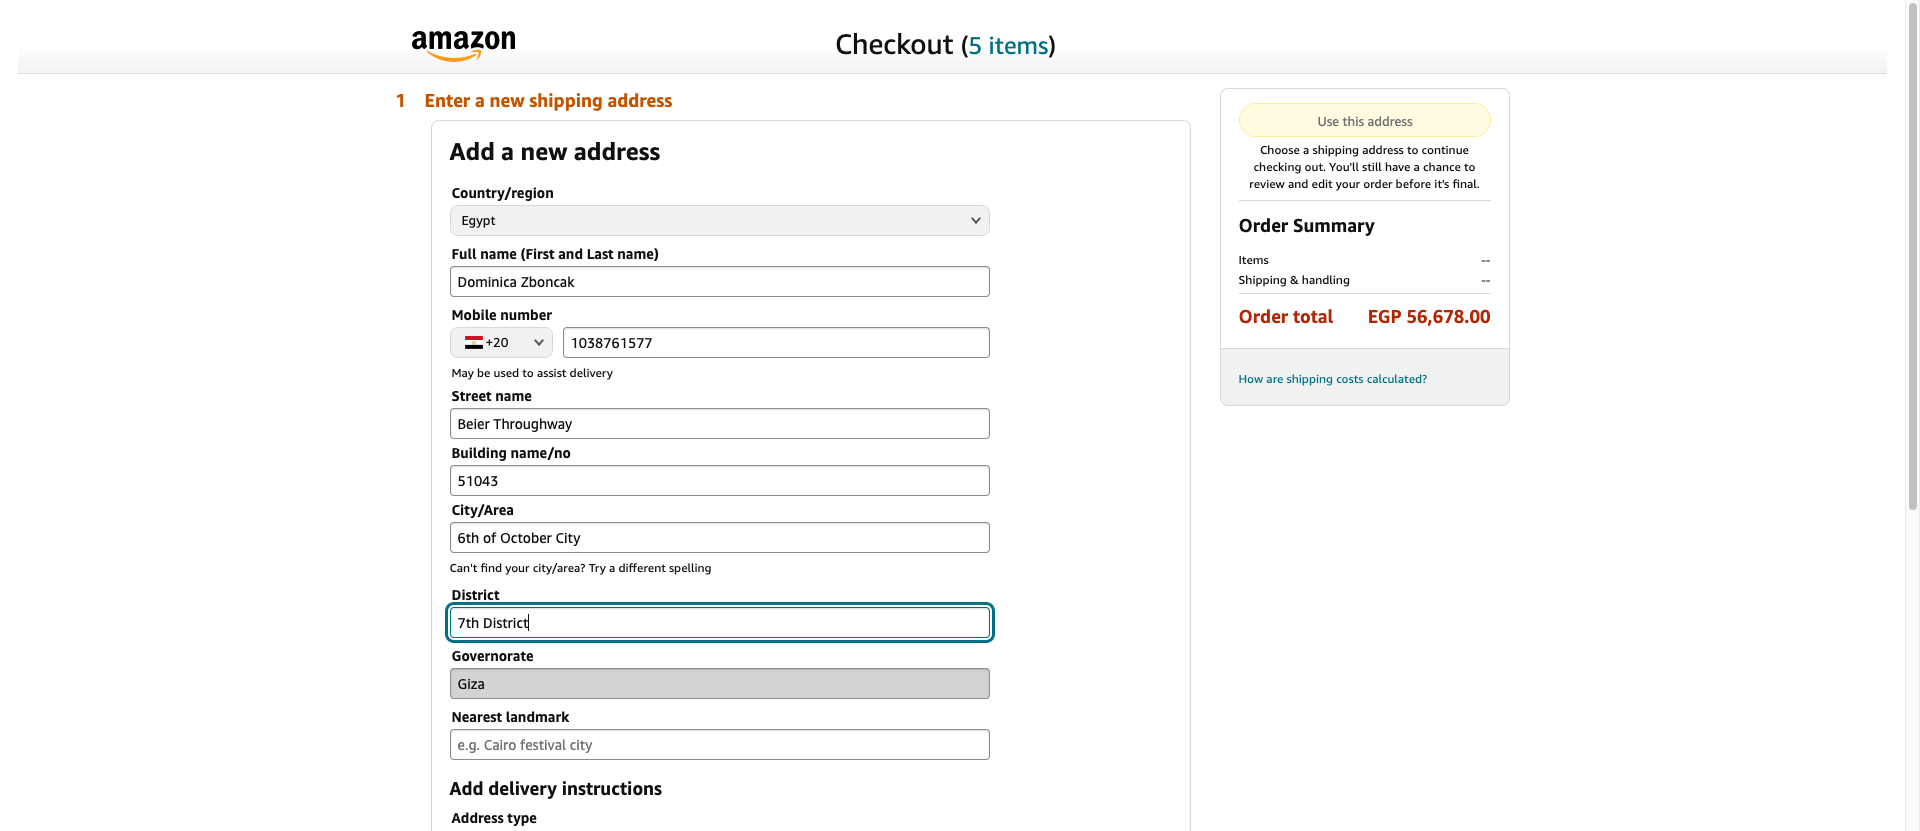 amazon
Checkout (5 items)
1 Enter a new shipping address
Add a new address
Country/region
Egypt
Full name (First and Last name)
Dominica Zboncak
Mobile number
+20
1038761577
May be used to assist delivery
Street name
Beier Throughway
Building name/no
51043
City/Area
6th of October City
Can't find your city/area? Try a different spelling
District
7th District
Governorate
Giza
Nearest landmark
e.g. Cairo festival city
Add delivery instructions
Address type
Use this address
Choose a shipping address to continue
checking out. You'll still have a chance to
review and edit your order before it's final.
Order Summary
Items --
Shipping & handling --
Order total EGP 56,678.00
How are shipping costs calculated?